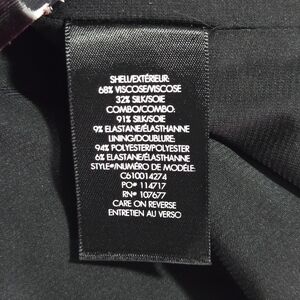 SHELL/EXTÉRIEUR:
68% VISCOSE/VISCOSE
32% SILK/SOIE
COMBO/COMBO:
91% SILK/SOIE
9% ELASTANE/ÉLASTHANNE
LINING/DOUBLURE:
94% POLYESTER/POLYESTER
6% ELASTANE/ÉLASTHANNE
STYLE#/NUMÉRO DE MODÈLE:
C610014274
PO# 114717
RN# 107677
CARE ON REVERSE
ENTRETIEN AU VERSO